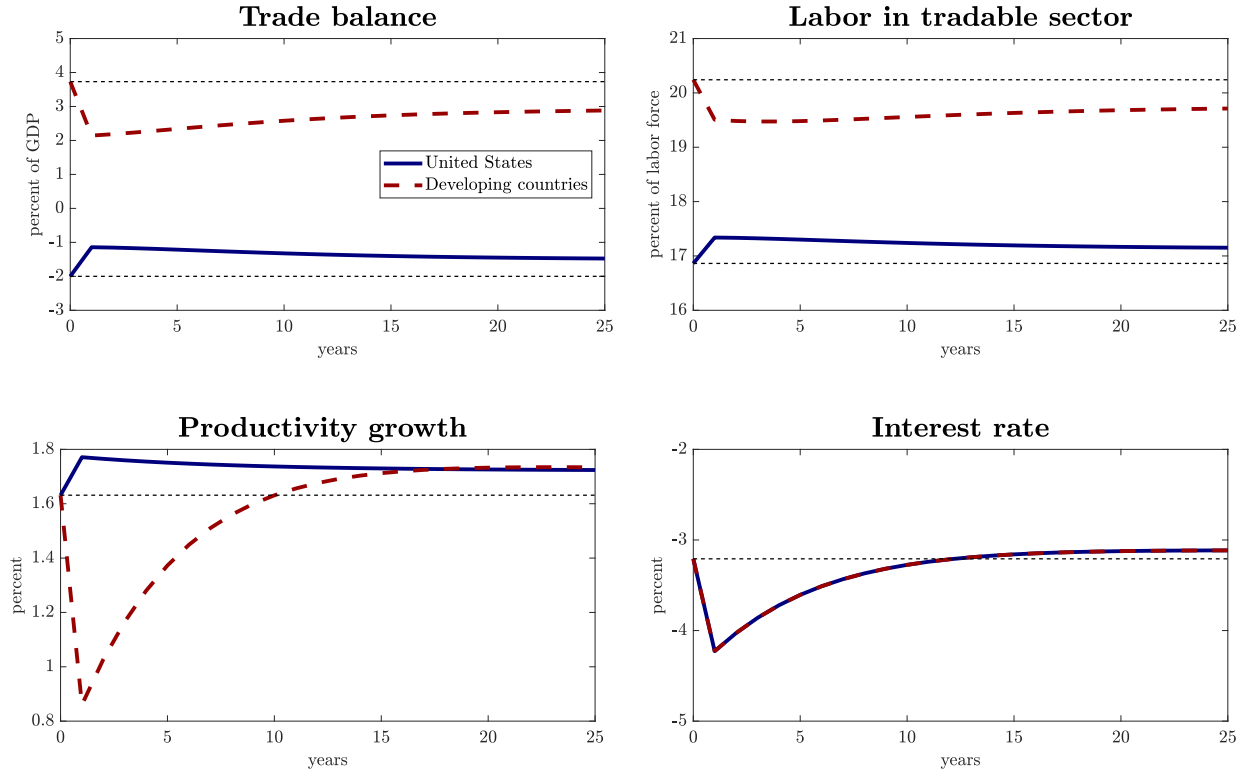 Trade balance
percent of GDP
5
4
3
2
1
0
-1
-2
-3
0 5 10 15 20 25
years
United States
Developing countries
Labor in tradable sector
percent of labor force
21
20
19
18
17
16
0 5 10 15 20 25
years
Productivity growth
percent
1.8
1.6
1.4
1.2
1
0.8
0 5 10 15 20 25
years
Interest rate
percent
-2
-3
-4
-5
0 5 10 15 20 25
years